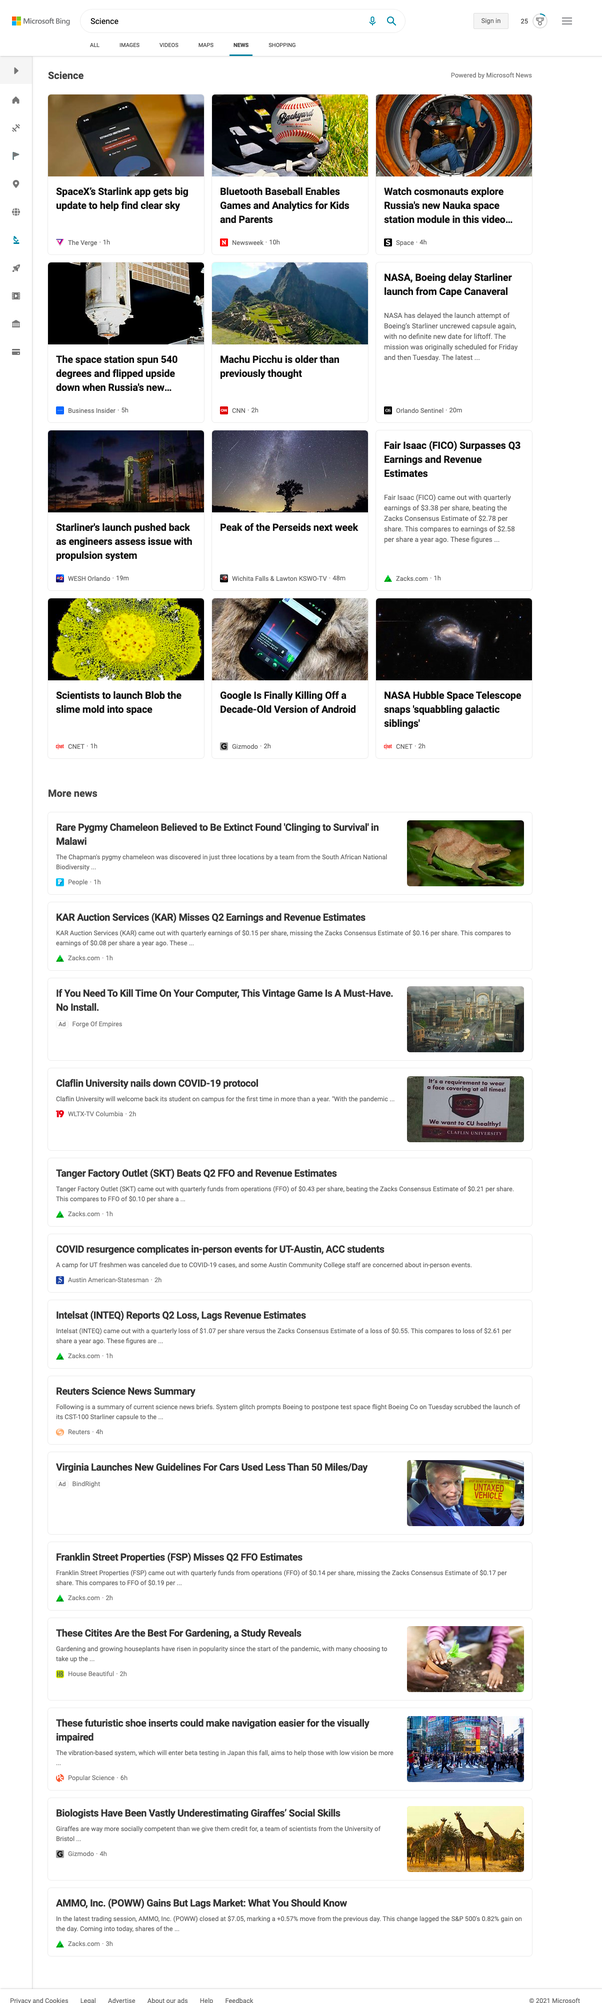 Microsoft Bing
Science
Sign in
25
ALL IMAGES VIDEOS MAPS NEWS SHOPPING
Science
Powered by Microsoft News
SpaceX's Starlink app gets big
update to help find clear sky
The Verge · 1h
Backyard
Bluetooth Baseball Enables
Games and Analytics for Kids
and Parents
Newsweek · 10h
Watch cosmonauts explore
Russia's new Nauka space
station module in this video…
Space · 4h
The space station spun 540
degrees and flipped upside
down when Russia's new…
Business Insider · 5h
Machu Picchu is older than
previously thought
CNN · 2h
NASA, Boeing delay Starliner
launch from Cape Canaveral
NASA has delayed the launch attempt of
Boeing's Starliner uncrewed capsule again,
with no definite new date for liftoff. The
mission was originally scheduled for Friday
and then Tuesday. The latest ...
Orlando Sentinel · 20m
Starliner's launch pushed back
as engineers assess issue with
propulsion system
WESH Orlando · 19m
Peak of the Perseids next week
Wichita Falls & Lawton KSWO-TV · 48m
Fair Isaac (FICO) Surpasses Q3
Earnings and Revenue
Estimates
Fair Isaac (FICO) came out with quarterly
earnings of $3.38 per share, beating the
Zacks Consensus Estimate of $2.78 per
share. This compares to earnings of $2.58
per share a year ago. These figures ...
Zacks.com · 1h
Scientists to launch Blob the
slime mold into space
CNET · 1h
Google Is Finally Killing Off a
Decade-Old Version of Android
Gizmodo · 2h
NASA Hubble Space Telescope
snaps 'squabbling galactic
siblings'
CNET · 2h
More news
Rare Pygmy Chameleon Believed to Be Extinct Found 'Clinging to Survival' in
Malawi
The Chapman's pygmy chameleon was discovered in just three locations by a team from the South African National
Biodiversity ...
People · 1h
KAR Auction Services (KAR) Misses Q2 Earnings and Revenue Estimates
KAR Auction Services (KAR) came out with quarterly earnings of $0.15 per share, missing the Zacks Consensus Estimate of $0.16 per share. This compares to
earnings of $0.08 per share a year ago. These ...
Zacks.com · 1h
If You Need To Kill Time On Your Computer, This Vintage Game Is A Must-Have.
No Install.
Ad Forge Of Empires
Claflin University nails down COVID-19 protocol
Claflin University will welcome back its student on campus for the first time in more than a year. "With the pandemic ...
WLTX-TV Columbia · 2h
It's a requirement to wear
a face covering at all times!
We want to CU healthy!
CLAFLIN UNIVERSITY
Tanger Factory Outlet (SKT) Beats Q2 FFO and Revenue Estimates
Tanger Factory Outlet (SKT) came out with quarterly funds from operations (FFO) of $0.43 per share, beating the Zacks Consensus Estimate of $0.21 per share.
This compares to FFO of $0.10 per share a ...
Zacks.com · 1h
COVID resurgence complicates in-person events for UT-Austin, ACC students
A camp for UT freshmen was canceled due to COVID-19 cases, and some Austin Community College staff are concerned about in-person events.
Austin American-Statesman · 2h
Intelsat (INTEQ) Reports Q2 Loss, Lags Revenue Estimates
Intelsat (INTEQ) came out with a quarterly loss of $1.07 per share versus the Zacks Consensus Estimate of a loss of $0.55. This compares to loss of $2.61 per
share a year ago. These figures are ...
Zacks.com · 1h
Reuters Science News Summary
Following is a summary of current science news briefs. System glitch prompts Boeing to postpone test space flight Boeing Co on Tuesday scrubbed the launch of
its CST-100 Starliner capsule to the ...
Reuters · 4h
Virginia Launches New Guidelines For Cars Used Less Than 50 Miles/Day
Ad BindRight
UNTAXED
VEHICLE
Franklin Street Properties (FSP) Misses Q2 FFO Estimates
Franklin Street Properties (FSP) came out with quarterly funds from operations (FFO) of $0.14 per share, missing the Zacks Consensus Estimate of $0.17 per
share. This compares to FFO of $0.19 per ...
Zacks.com · 2h
These Citites Are the Best For Gardening, a Study Reveals
Gardening and growing houseplants have risen in popularity since the start of the pandemic, with many choosing to
take up the ...
House Beautiful · 2h
These futuristic shoe inserts could make navigation easier for the visually
impaired
The vibration-based system, which will enter beta testing in Japan this fall, aims to help those with low vision be more
...
Popular Science · 6h
Biologists Have Been Vastly Underestimating Giraffes' Social Skills
Giraffes are way more socially competent than we give them credit for, a team of scientists from the University of
Bristol ...
Gizmodo · 4h
AMMO, Inc. (POWW) Gains But Lags Market: What You Should Know
In the latest trading session, AMMO, Inc. (POWW) closed at $7.05, marking a +0.57% move from the previous day. This change lagged the S&P 500's 0.82% gain on
the day. Coming into today, shares of the ...
Zacks.com · 3h
Privacy and Cookies Legal Advertise About our ads Help Feedback
© 2021 Microsoft